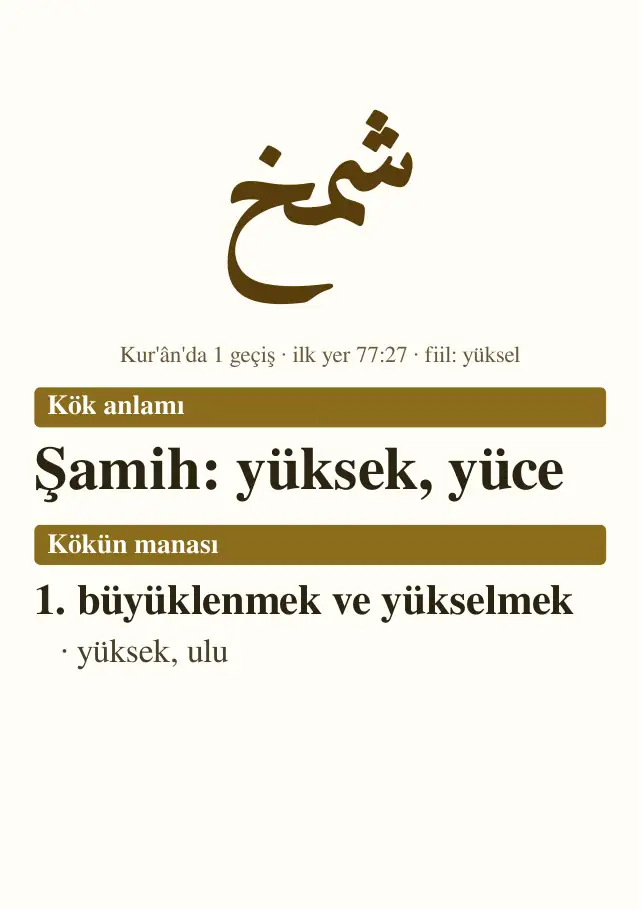 شمخ
Kur'ân'da 1 geçiş · ilk yer 77:27 · fiil: yüksel
Kök anlamı
Şamih: yüksek, yüce
Kökün manası
1. büyüklenmek ve yükselmek
· yüksek, ulu